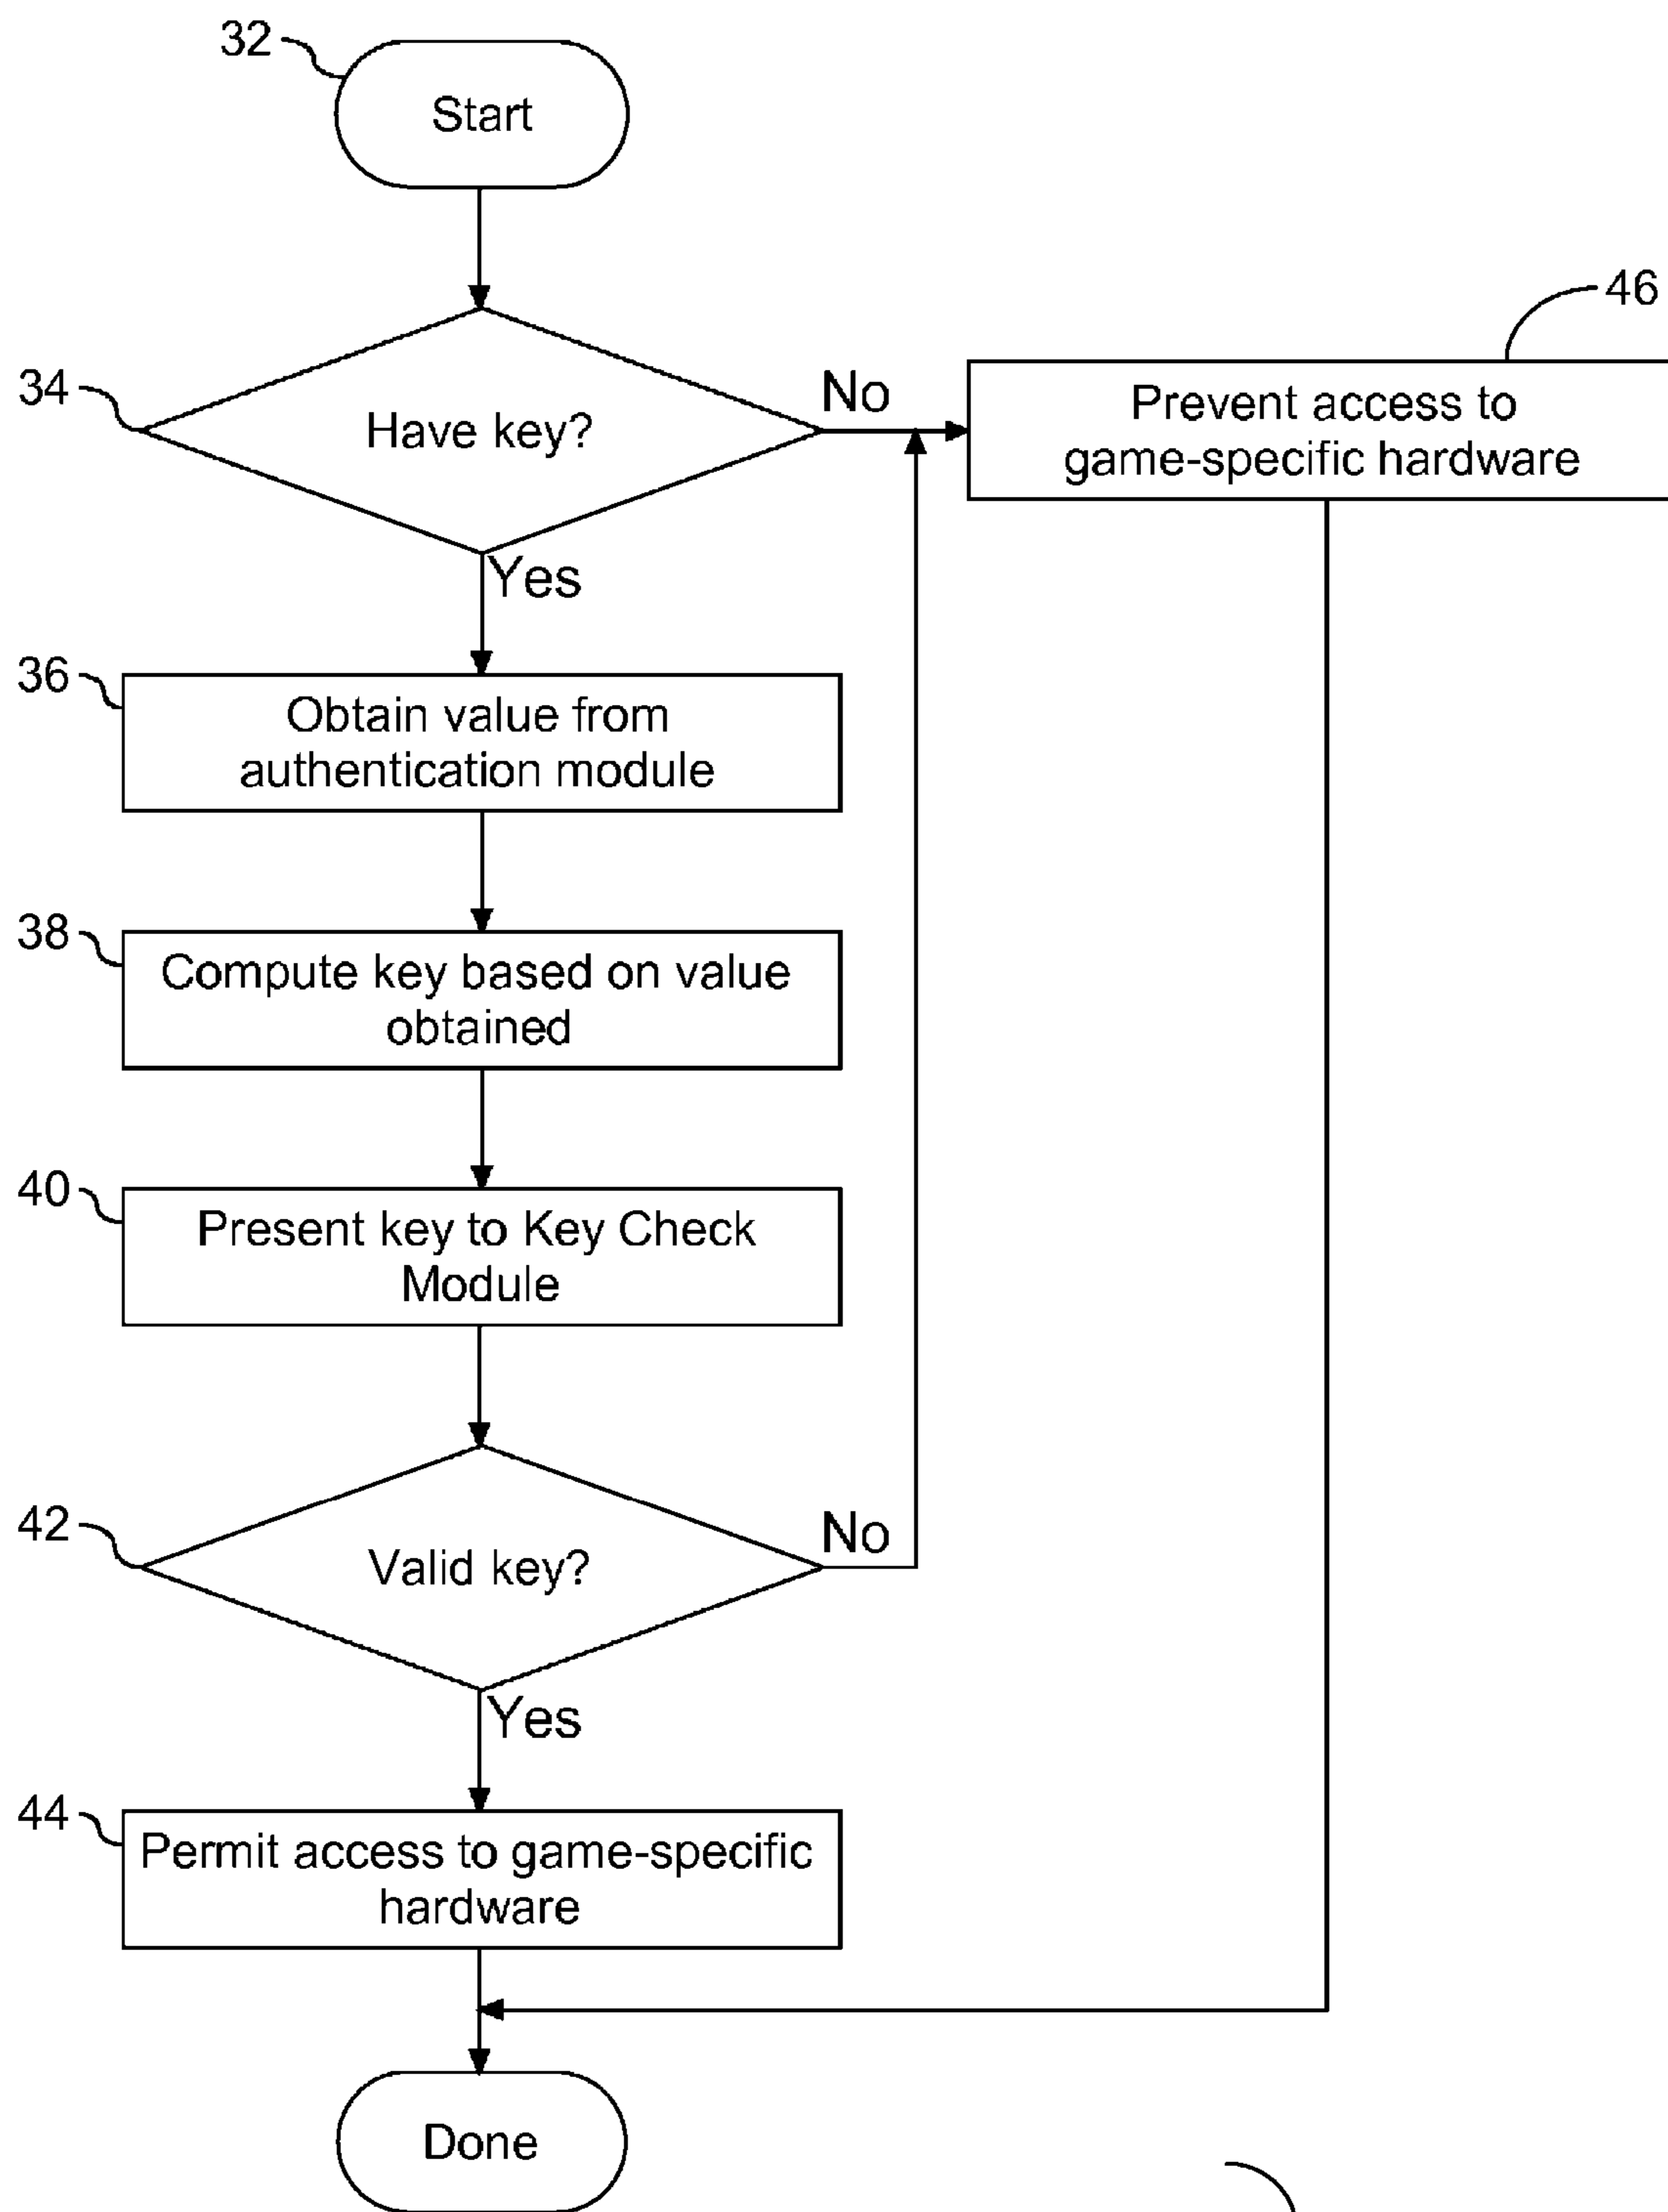 32
Start
34
Have key?
No
46
Prevent access to
game-specific hardware
Yes
36
Obtain value from
authentication module
38
Compute key based on value
obtained
40
Present key to Key Check
Module
42
Valid key?
No
Yes
44
Permit access to game-specific
hardware
Done